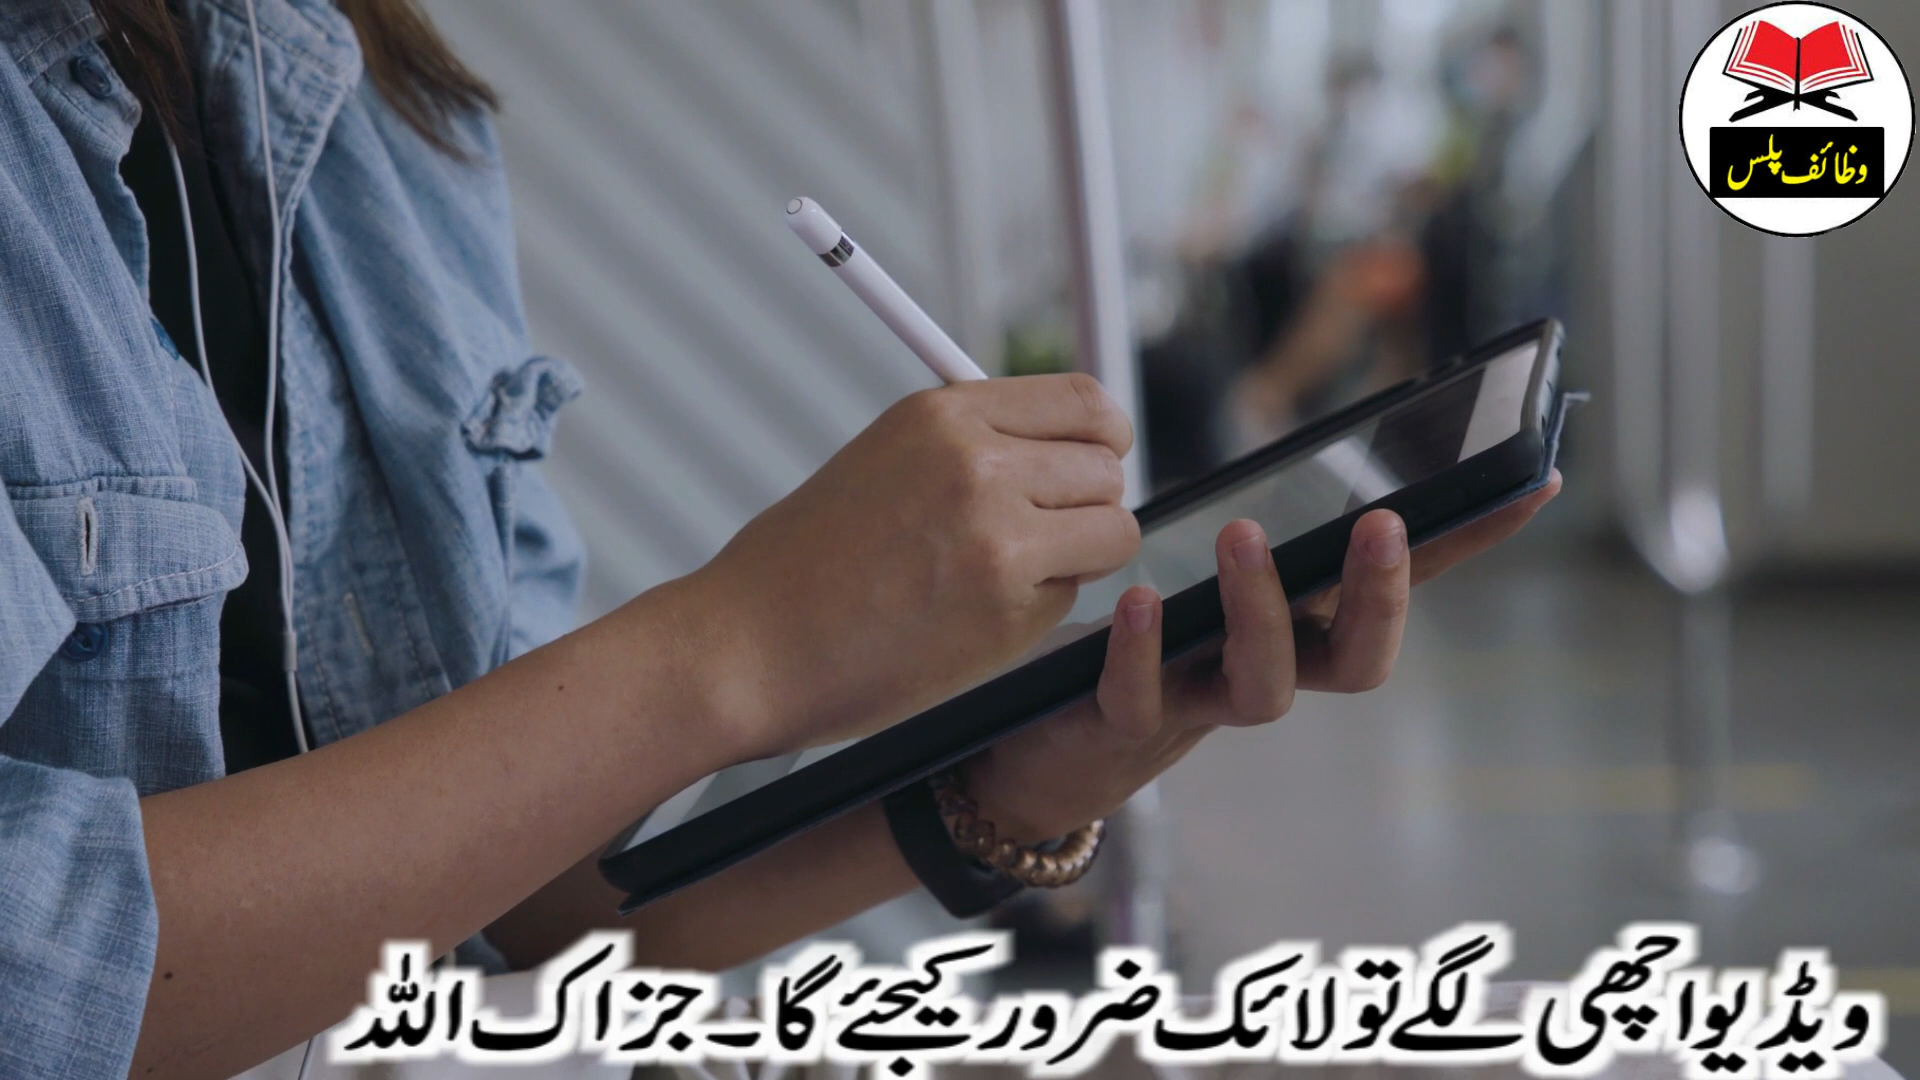 وظائف پلس
ویڈیو اچھی لگے تو لائک ضرور کیجئے گا۔ جزاک اللہ